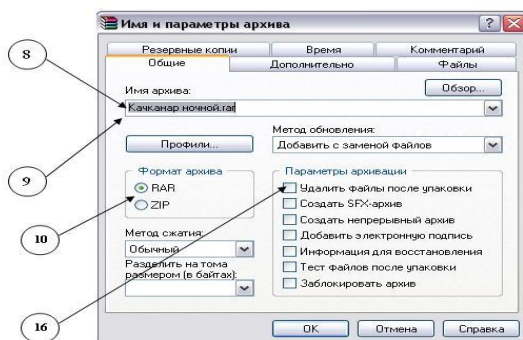 Имя и параметры архива
Резервные копии Время Комментарий
Общие Дополнительно Файлы
8
Имя архива:
Обзор...
Качканар ночной.rar
Профили...
Метод обновления:
Добавить с заменой файлов
9
Формат архива
RAR
ZIP
10
Метод сжатия:
Обычный
Разделить на тома
размером (в байтах):
Параметры архивации
Удалить файлы после упаковки
Создать SFX-архив
Создать непрерывный архив
Добавить электронную подпись
Информация для восстановления
Тест файлов после упаковки
Заблокировать архив
16
OK Отмена Справка